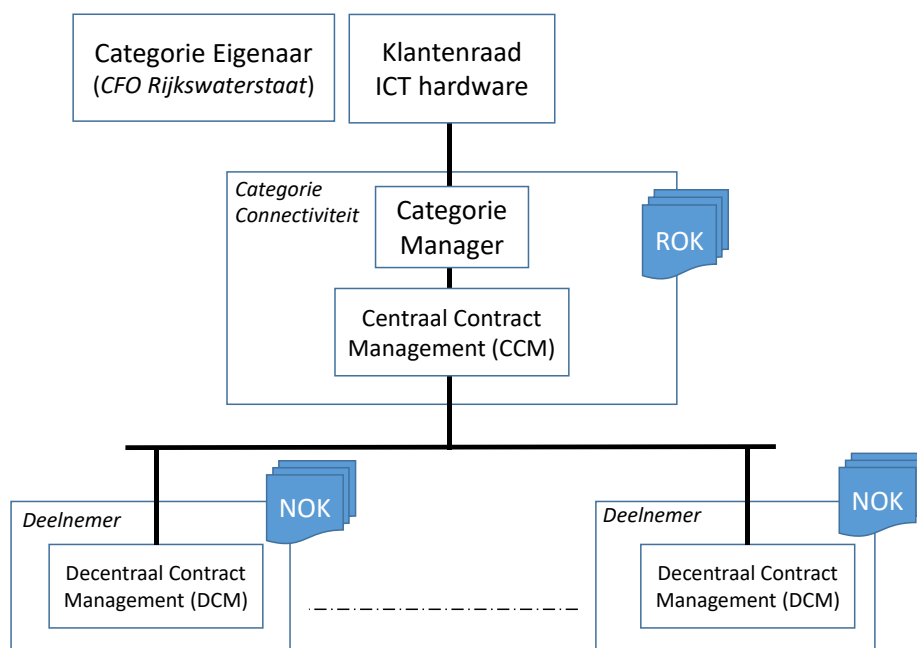 Categorie Eigenaar
(CFO Rijkswaterstaat)
Klantenraad
ICT hardware
Categorie
Connectiviteit
Categorie
Manager
ROK
Centraal Contract
Management (CCM)
Deelnemer
NOK
Decentraal Contract
Management (DCM)
Deelnemer
NOK
Decentraal Contract
Management (DCM)